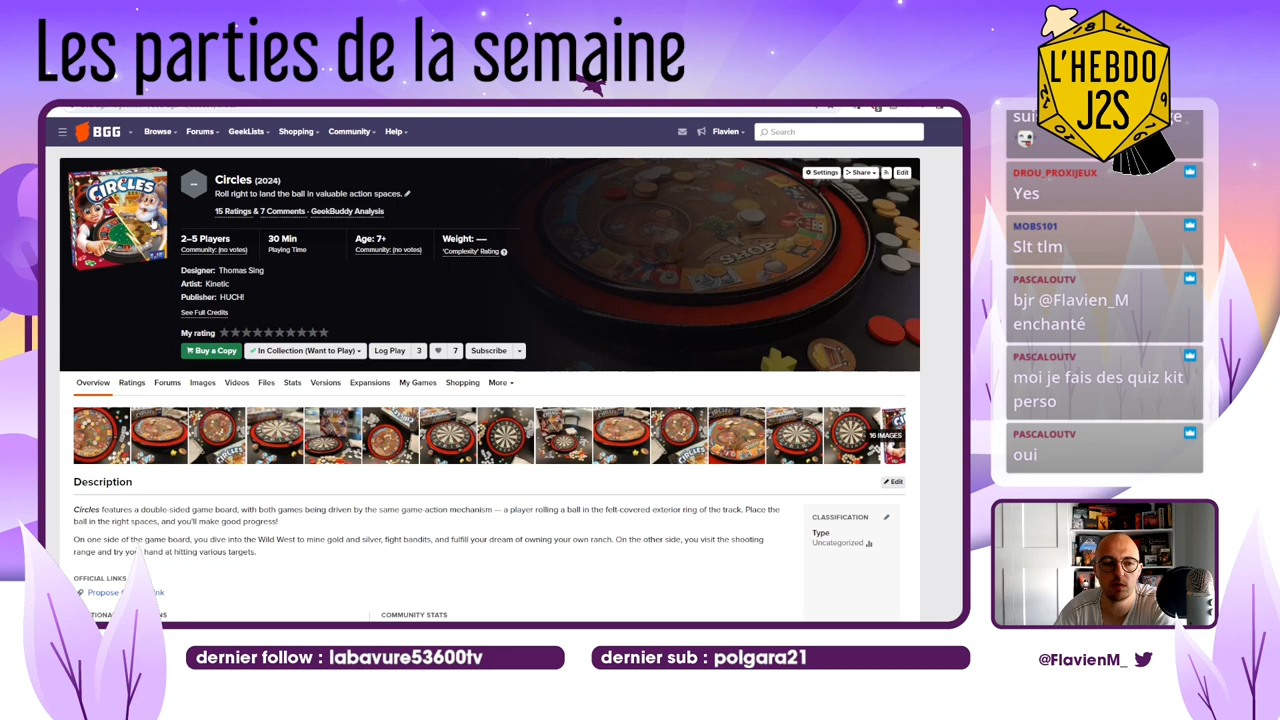 Les parties de la semaine
L'HEBDO
J2S
BGG
Browse
Forums
GeekLists
Shopping
Community
Help
Flavien
Search
CIRCLES
Circles (2024)
Roll right to land the ball in valuable action spaces.
15 Ratings & 7 Comments · GeekBuddy Analysis
Settings
Share
Edit
2–5 Players
Community: (no votes)
30 Min
Playing Time
Age: 7+
Community: (no votes)
Weight: —
'Complexity' Rating
Designer: Thomas Sing
Artist: Kinetic
Publisher: HUCH!
See Full Credits
My rating
Buy a Copy
In Collection (Want to Play)
Log Play 3
7
Subscribe
Overview
Ratings
Forums
Images
Videos
Files
Stats
Versions
Expansions
My Games
Shopping
More
16 IMAGES
Description
Edit
Circles features a double-sided game board, with both games being driven by the same game-action mechanism — a player rolling a ball in the felt-covered exterior ring of the track. Place the
ball in the right spaces, and you'll make good progress!
On one side of the game board, you dive into the Wild West to mine gold and silver, fight bandits, and fulfill your dream of owning your own ranch. On the other side, you visit the shooting
range and try your hand at hitting various targets.
CLASSIFICATION
Type
Uncategorized
OFFICIAL LINKS
Propose
COMMUNITY STATS
DROU_PROXIJEUX
Yes
MOBS101
Slt tlm
PASCALOUTV
bjr @Flavien_M
enchanté
PASCALOUTV
moi je fais des quiz kit
perso
PASCALOUTV
oui
dernier follow : labavure53600tv
dernier sub : polgara21
@FlavienM_